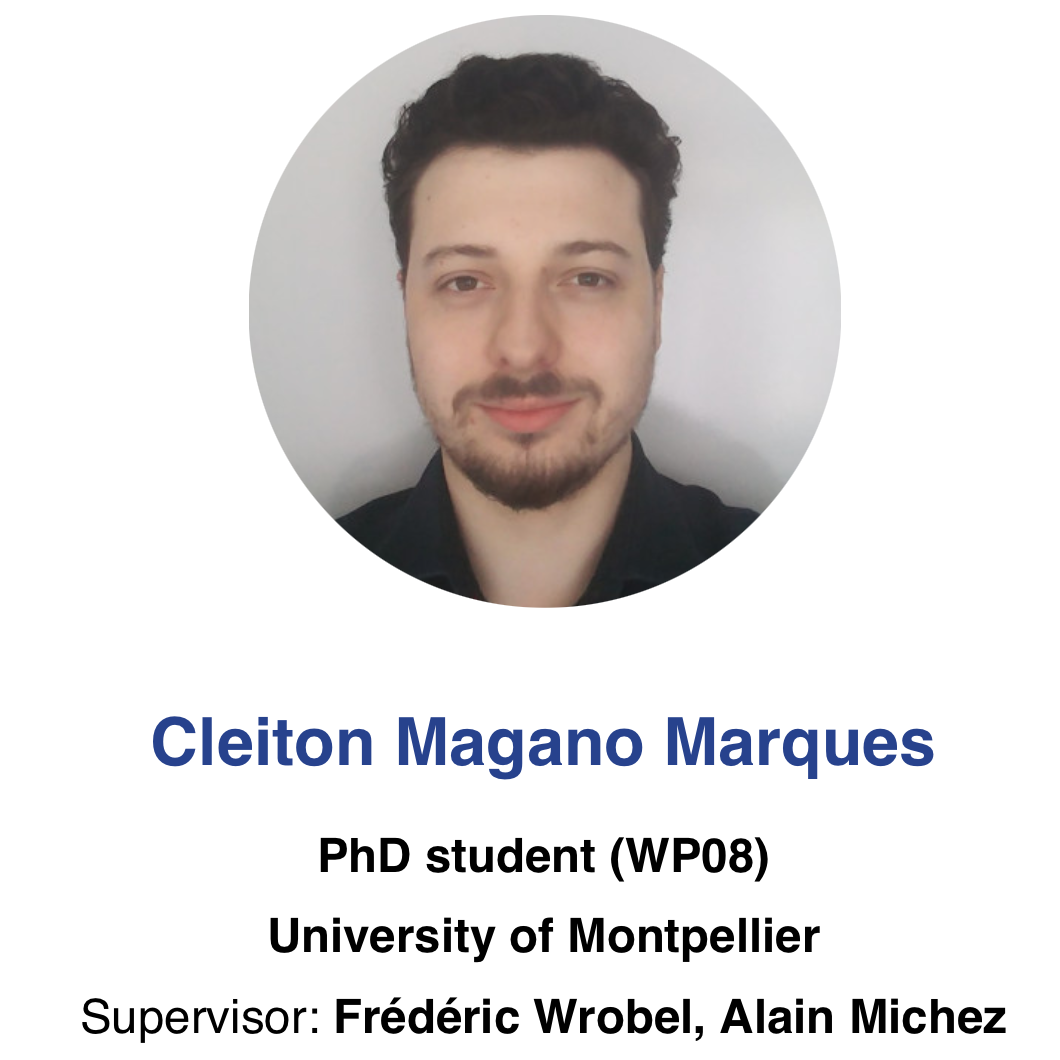 Cleiton Magano Marques
PhD student (WP08)
University of Montpellier
Supervisor: Frédéric Wrobel, Alain Michez